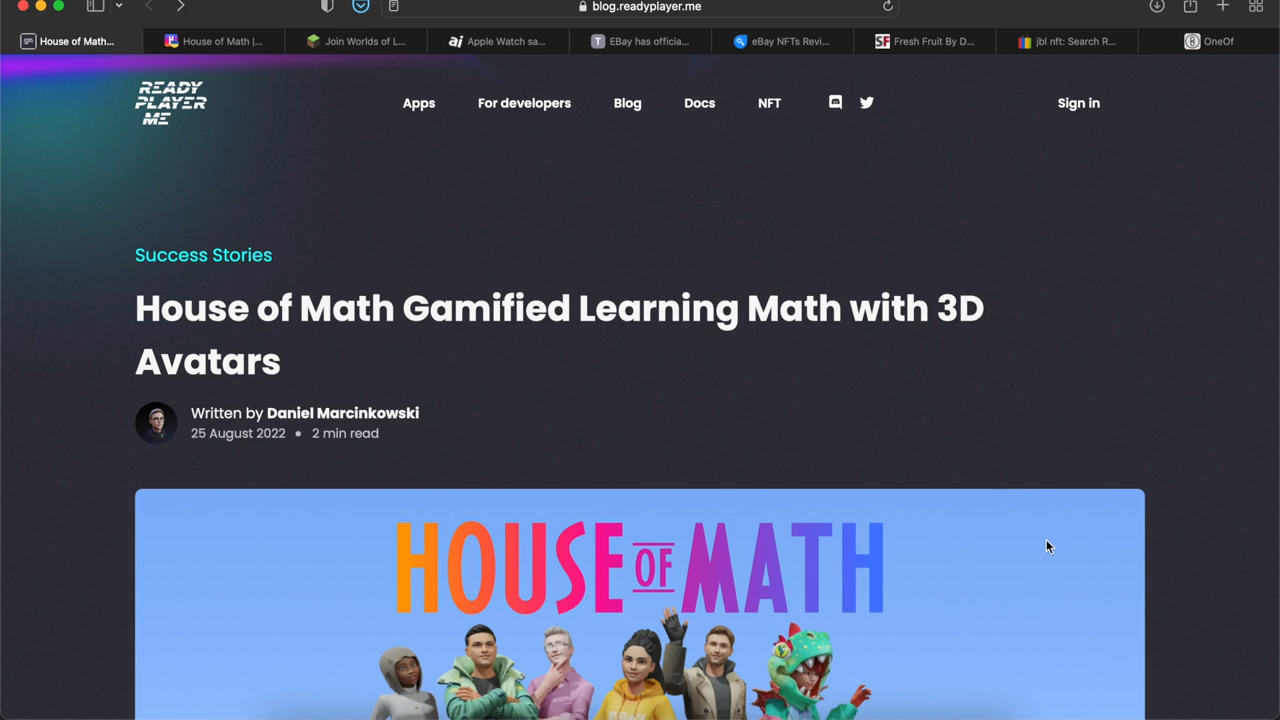 blog.readyplayer.me
House of Math...
House of Math |...
Join Worlds of L...
ai Apple Watch sa...
T EBay has officia...
eBay NFTs Revi...
SF Fresh Fruit By D...
jbl nft: Search R...
OneOf
READY
PLAYER
ME
Apps
For developers
Blog
Docs
NFT
Sign in
Success Stories
House of Math Gamified Learning Math with 3D
Avatars
Written by Daniel Marcinkowski
25 August 2022 • 2 min read
HOUSE OF MATH